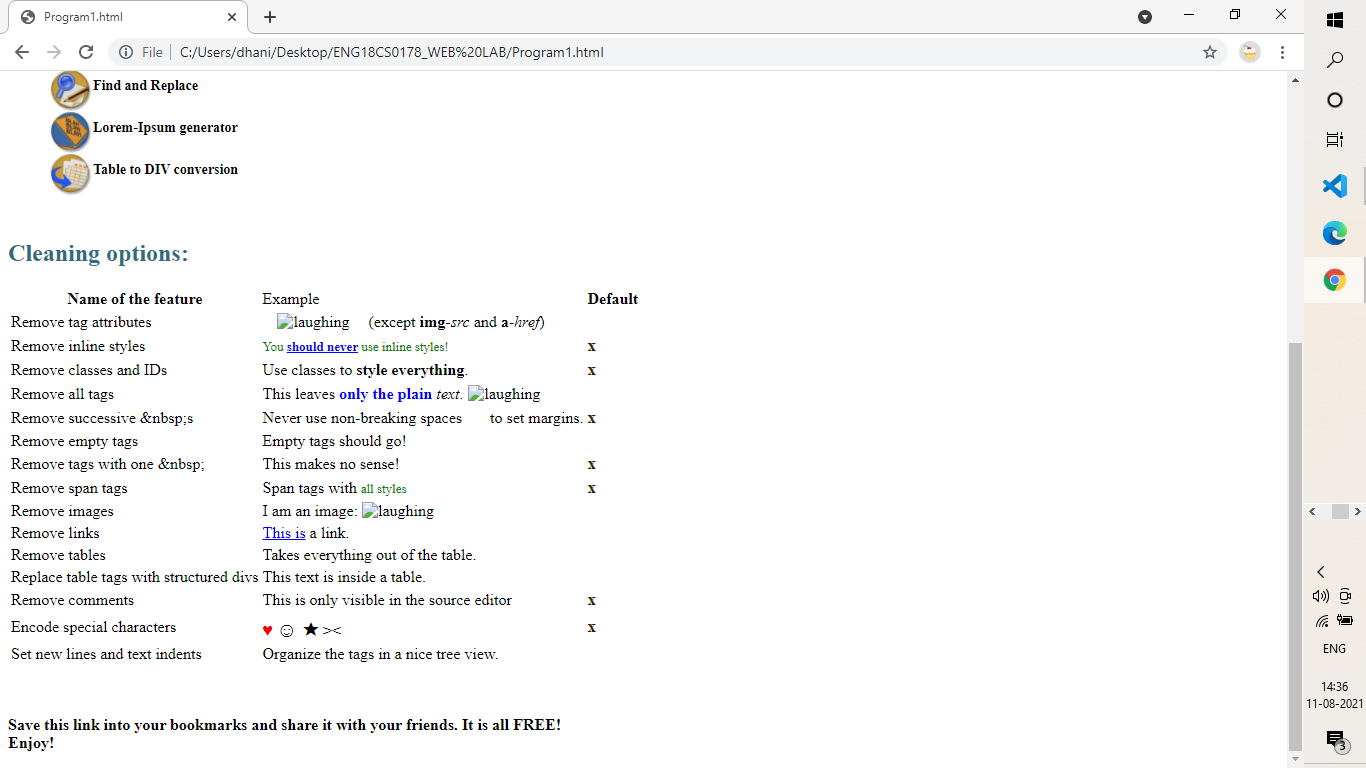 Program1.html
File C:/Users/dhani/Desktop/ENG18CS0178_WEB%20LAB/Program1.html
Find and Replace
Lorem-Ipsum generator
Table to DIV conversion
Cleaning options:
Name of the feature Example Default
Remove tag attributes laughing (except img-src and a-href)
Remove inline styles You should never use inline styles! x
Remove classes and IDs Use classes to style everything. x
Remove all tags This leaves only the plain text. laughing
Remove successive &nbsp;s Never use non-breaking spaces to set margins. x
Remove empty tags Empty tags should go!
Remove tags with one &nbsp; This makes no sense! x
Remove span tags Span tags with all styles x
Remove images I am an image: laughing
Remove links This is a link.
Remove tables Takes everything out of the table.
Replace table tags with structured divs This text is inside a table.
Remove comments This is only visible in the source editor x
Encode special characters ♥ ☺ ★ >< x
Set new lines and text indents Organize the tags in a nice tree view.
Save this link into your bookmarks and share it with your friends. It is all FREE!
Enjoy!
ENG
14:36
11-08-2021
3